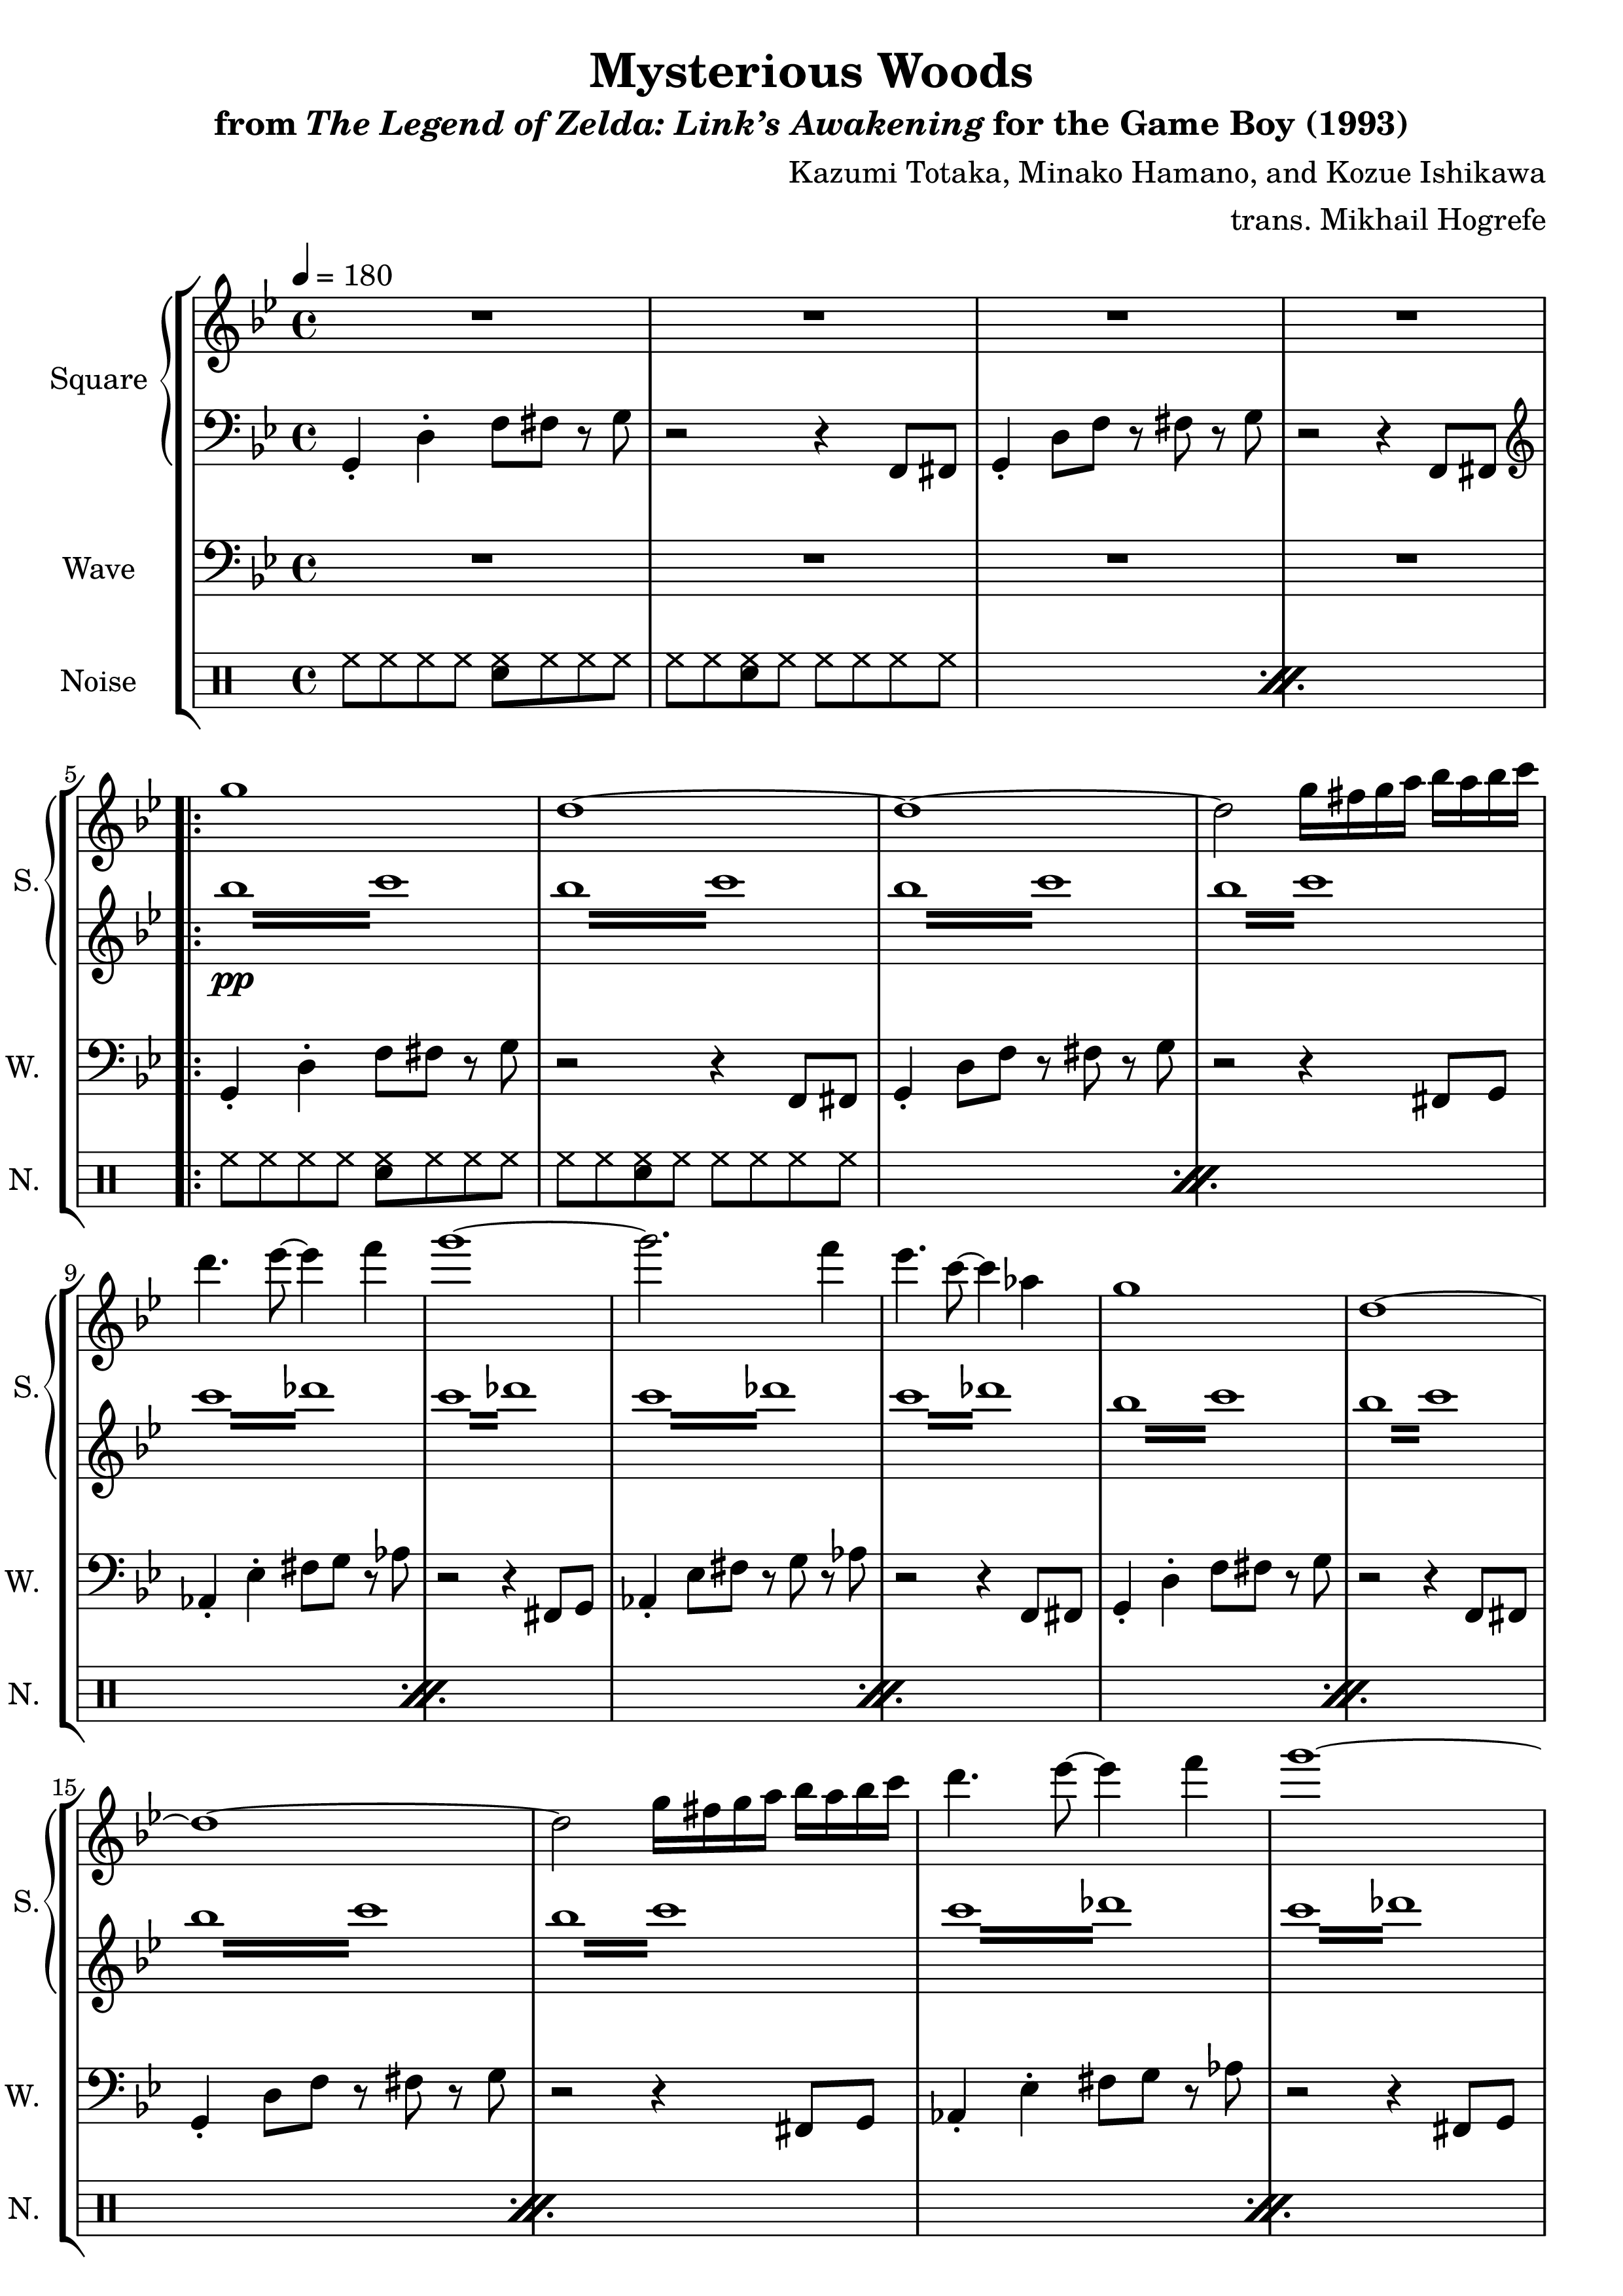 Mysterious Woods
from The Legend of Zelda: Link’s Awakening for the Game Boy (1993)
Kazumi Totaka, Minako Hamano, and Kozue Ishikawa
trans. Mikhail Hogrefe
= 180
Square
Wave
Noise
5
S.
pp
W.
N.
9
S.
W.
N.
15
S.
W.
N.